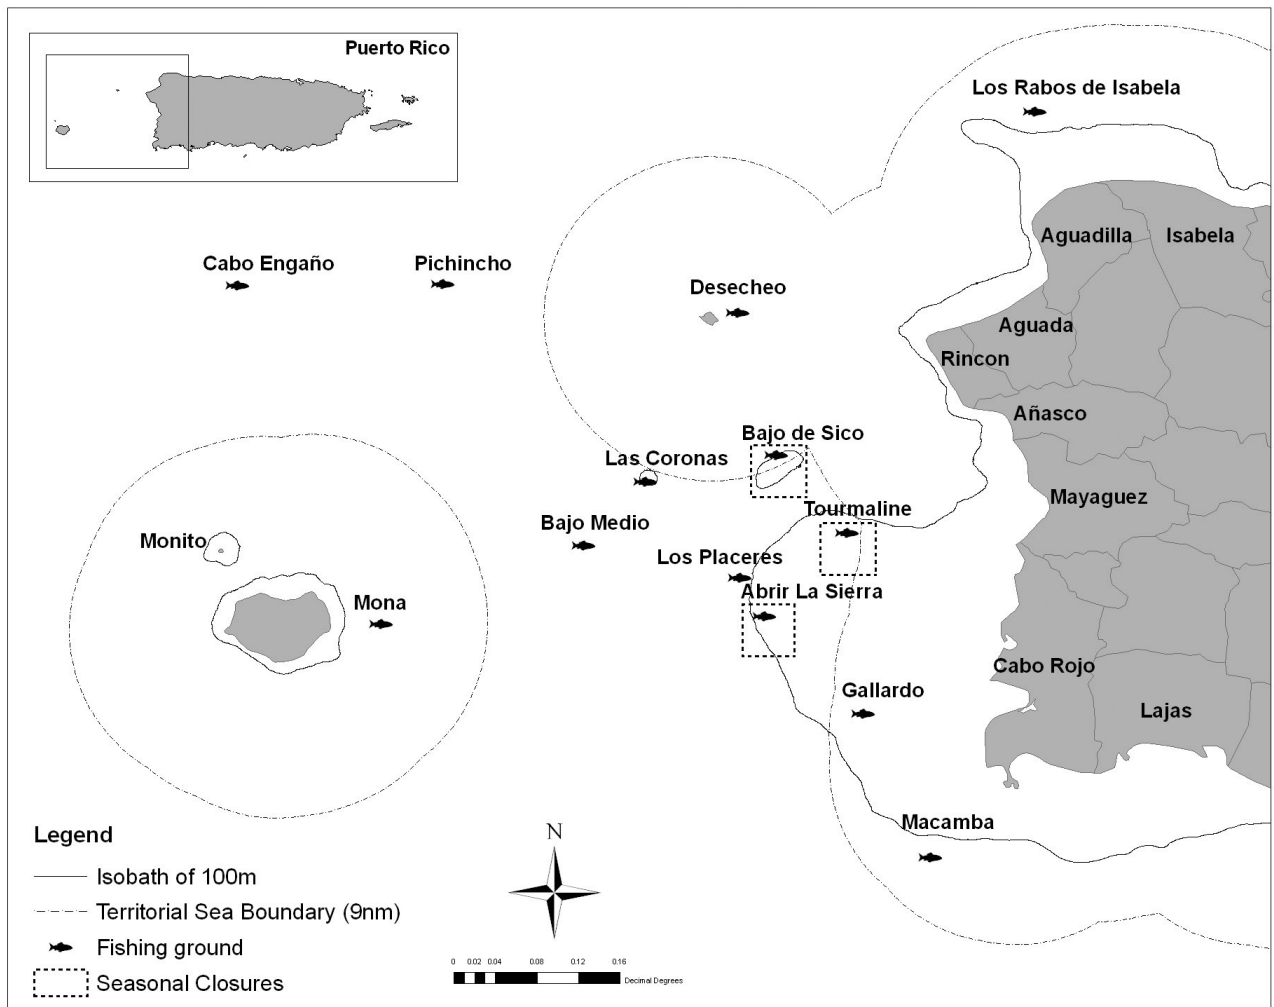 Puerto Rico
Los Rabos de Isabela
Aguadilla
Isabela
Cabo Engaño
Pichincho
Desecheo
Aguada
Rincon
Añasco
Bajo de Sico
Las Coronas
Mayaguez
Tourmaline
Bajo Medio
Monito
Los Placeres
Abrir La Sierra
Mona
Cabo Rojo
Gallardo
Lajas
Macamba
Legend
Isobath of 100m
Territorial Sea Boundary (9nm)
Fishing ground
Seasonal Closures
N
0 0.02 0.04 0.08 0.12 0.16
Decimal Degrees